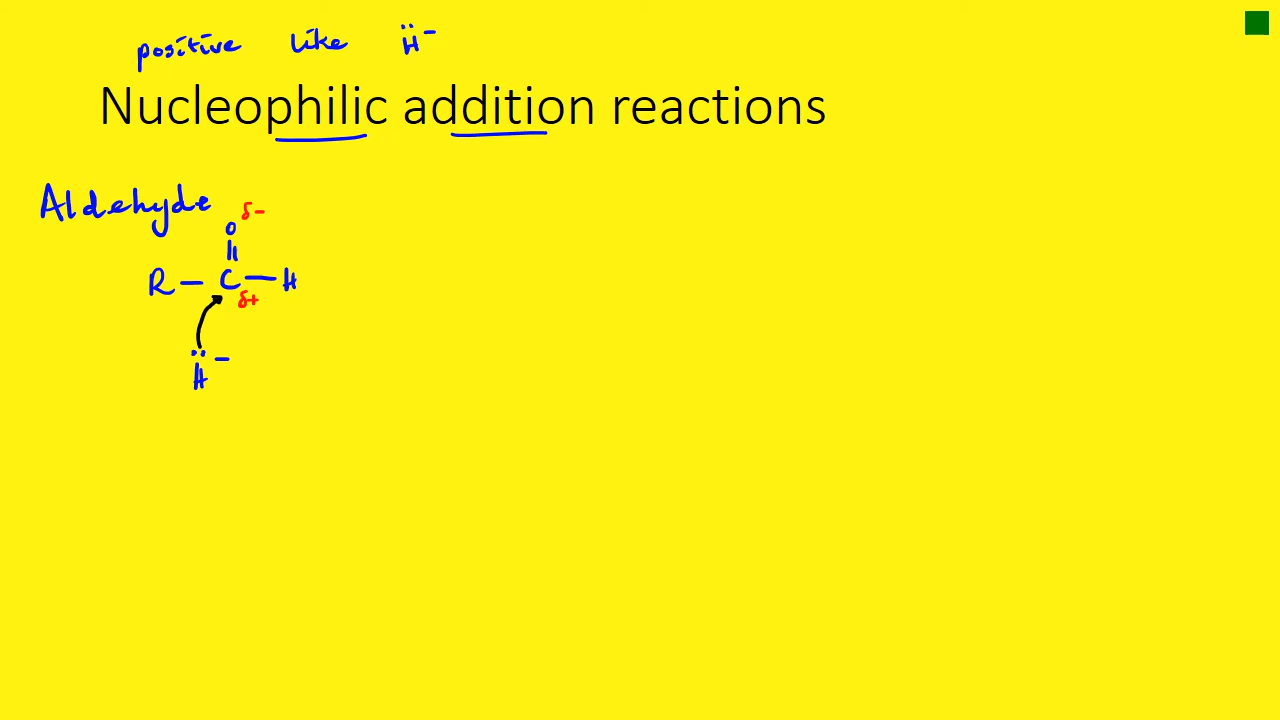 positive like Ḧ⁻
Nucleophilic addition reactions
Aldehyde
O δ-
||
R - C - H
δ+
Ḧ⁻